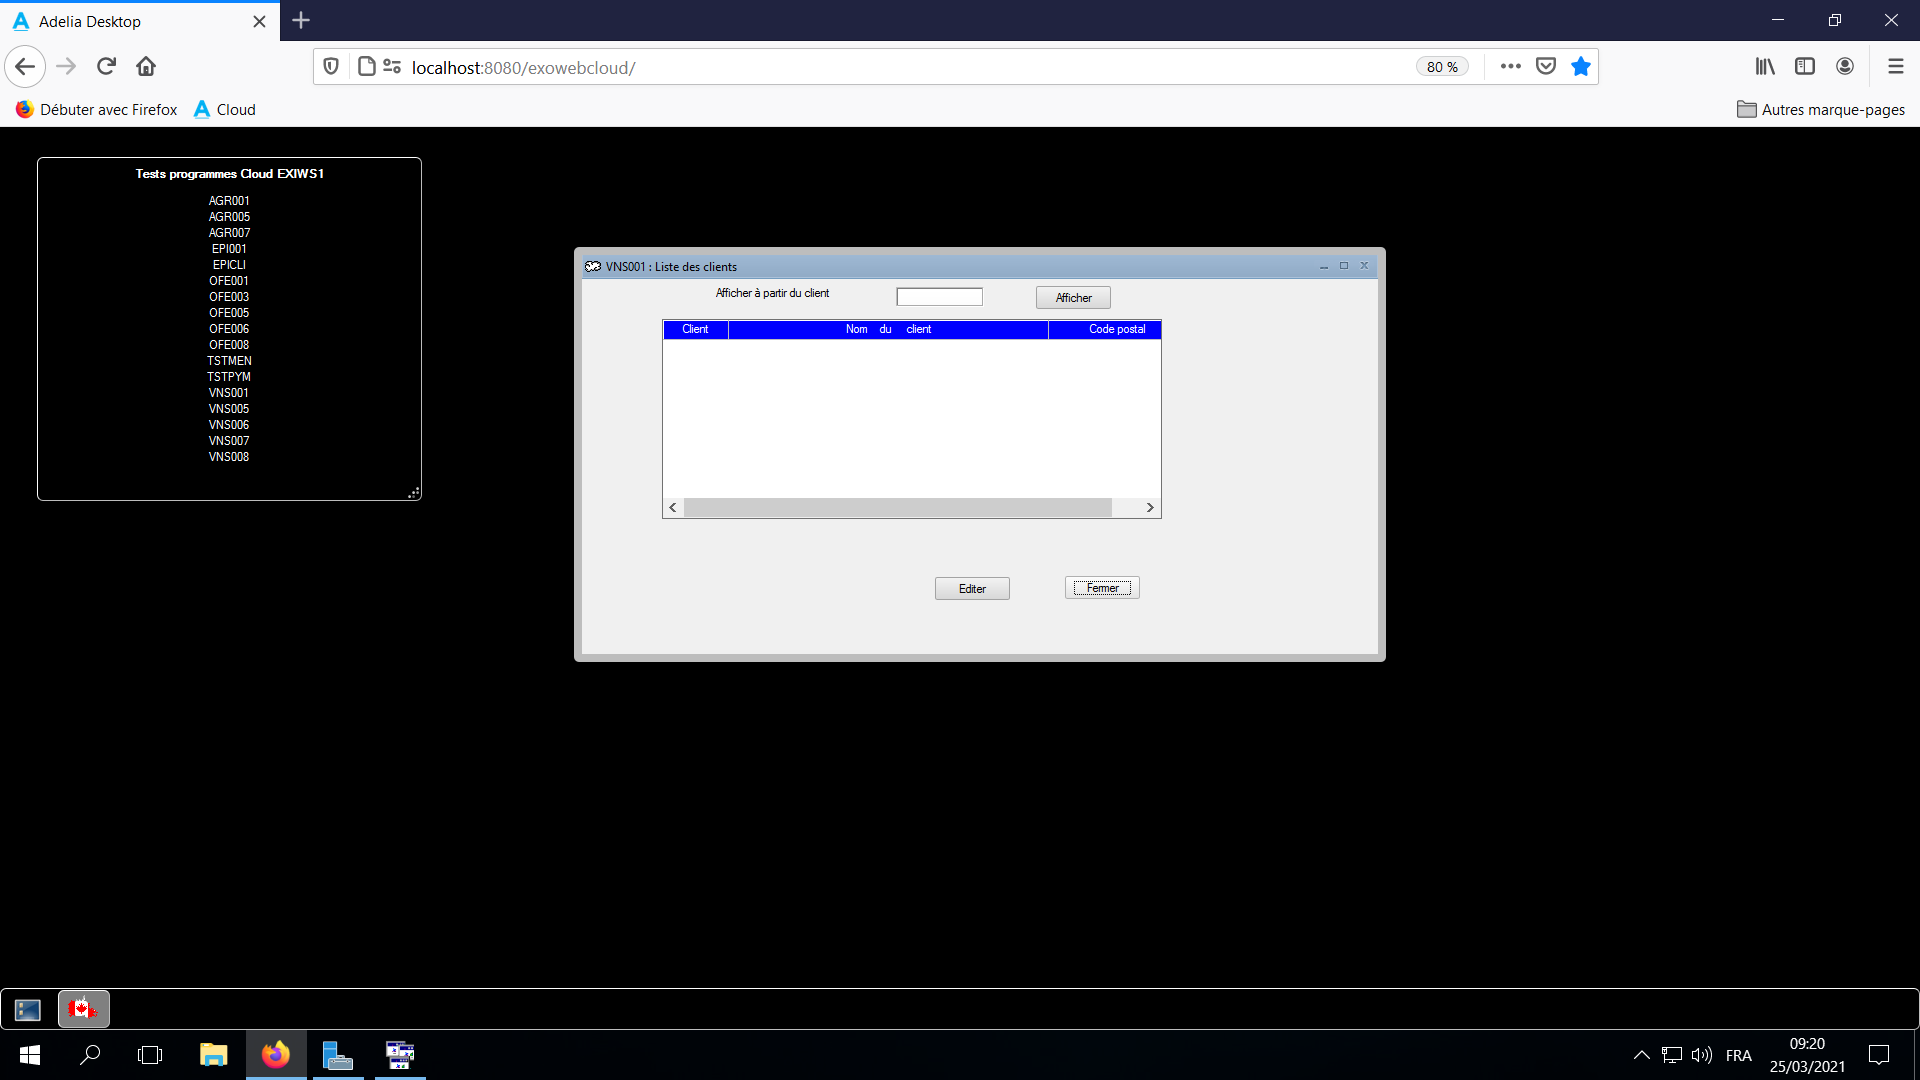 Adelia Desktop
localhost:8080/exowebcloud/
80 %
Débuter avec Firefox
Cloud
Autres marque-pages
Tests programmes Cloud EXIWS1
AGR001
AGR005
AGR007
EPI001
EPICLI
OFE001
OFE003
OFE005
OFE006
OFE008
TSTMEN
TSTPYM
VNS001
VNS005
VNS006
VNS007
VNS008
VNS001 : Liste des clients
Afficher à partir du client
Afficher
Client
Nom du client
Code postal
Editer
Fermer
FRA
09:20
25/03/2021